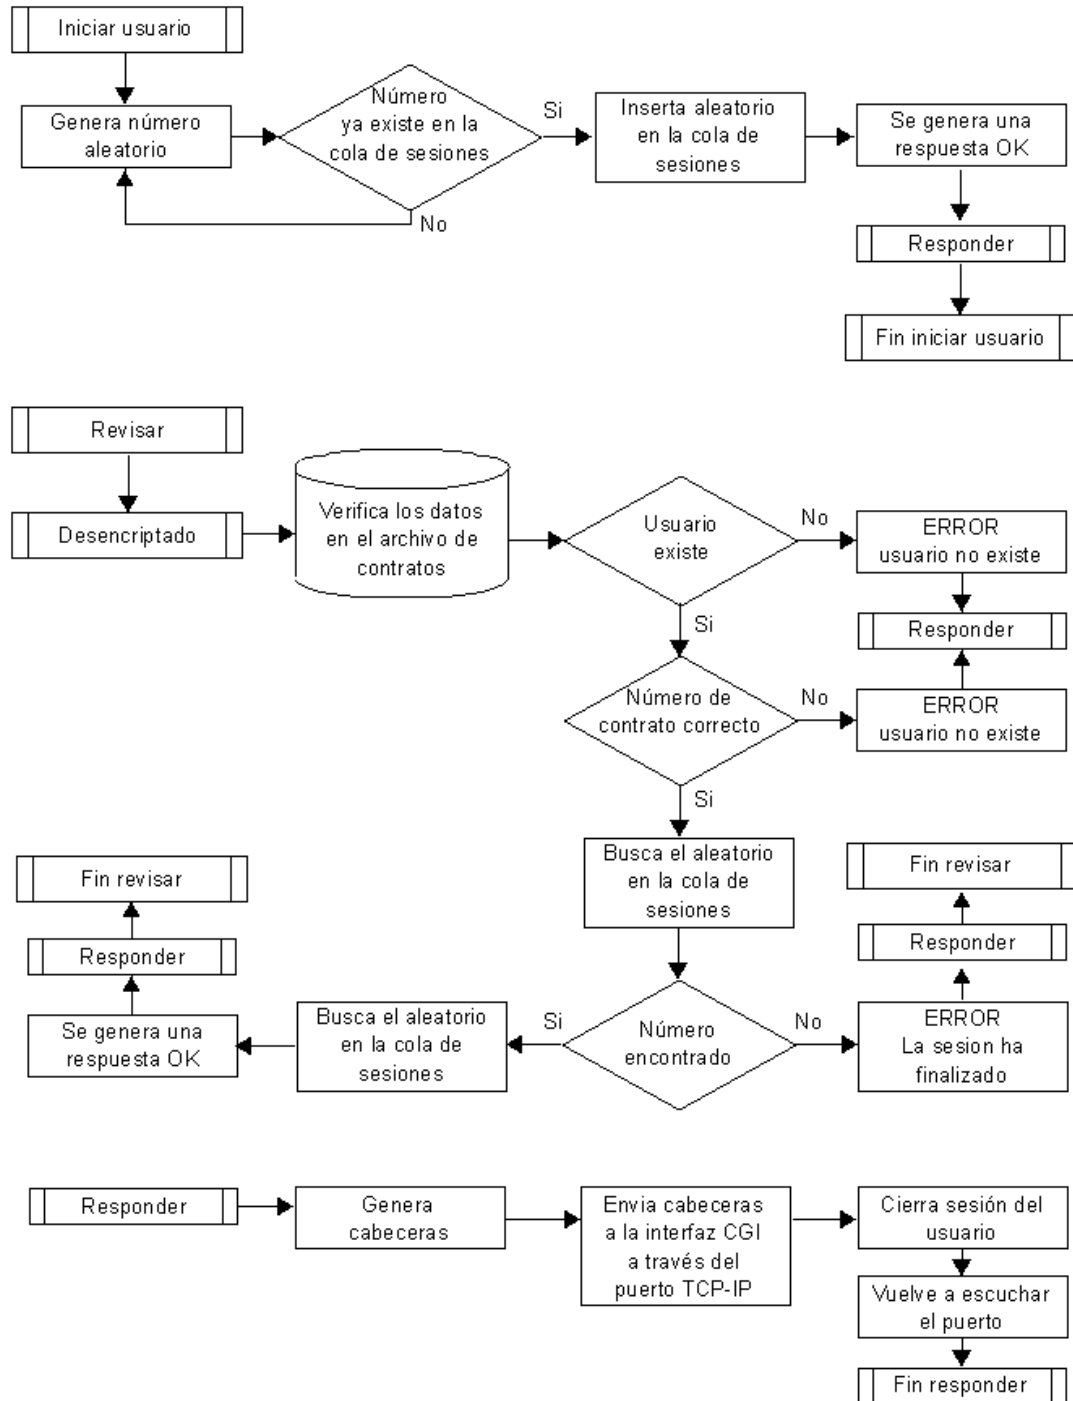 Iniciar usuario
Genera número
aleatorio
Número
ya existe en la
cola de sesiones
Si
No
Inserta aleatorio
en la cola de
sesiones
Se genera una
respuesta OK
Responder
Fin iniciar usuario
Revisar
Desencriptado
Verifica los datos
en el archivo de
contratos
Usuario
existe
No
ERROR
usuario no existe
Responder
Si
Número de
contrato correcto
No
ERROR
usuario no existe
Si
Busca el aleatorio
en la cola de
sesiones
Número
encontrado
No
ERROR
La sesion ha
finalizado
Responder
Fin revisar
Si
Busca el aleatorio
en la cola de
sesiones
Se genera una
respuesta OK
Responder
Fin revisar
Responder
Genera
cabeceras
Envia cabeceras
a la interfaz CGI
a través del
puerto TCP-IP
Cierra sesión del
usuario
Vuelve a escuchar
el puerto
Fin responder